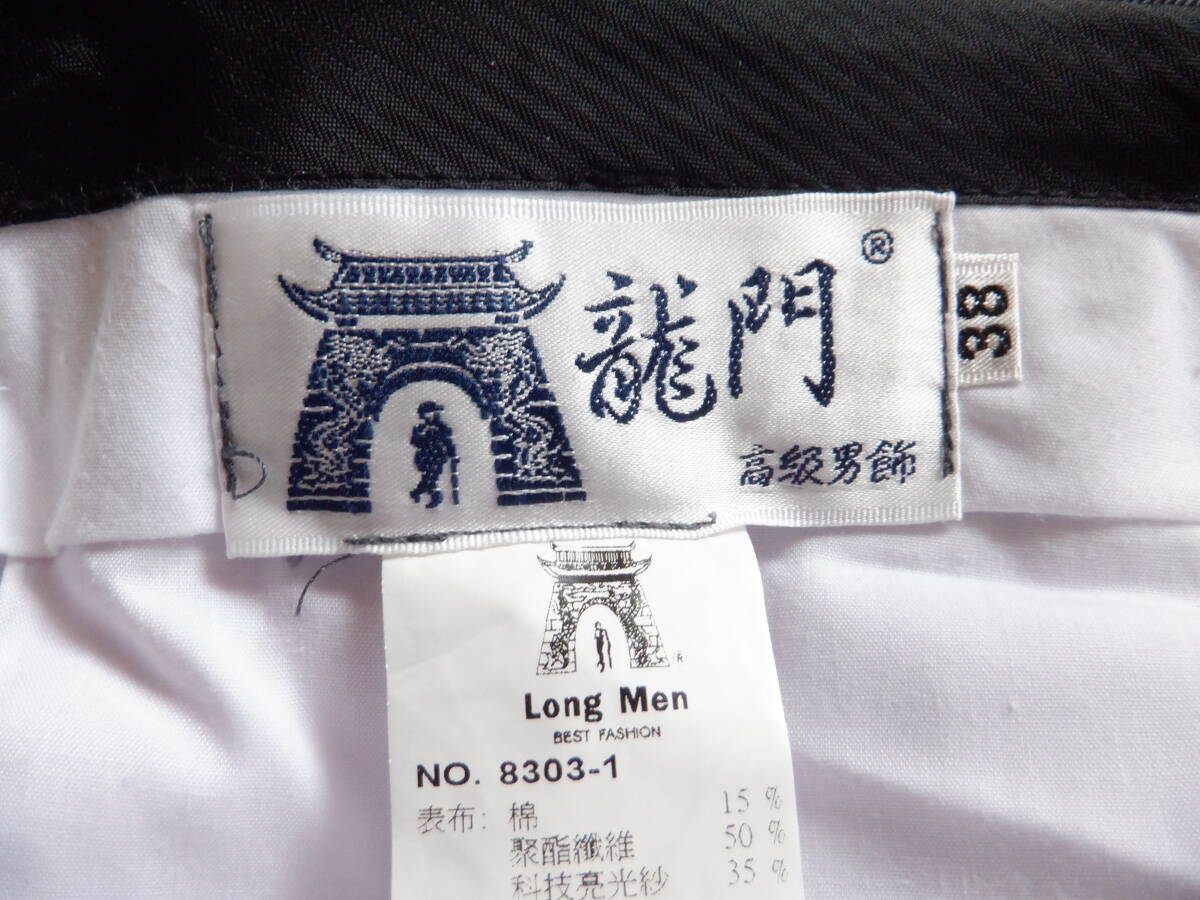 龍門®
高級男飾
38
®
Long Men
BEST FASHION
NO. 8303-1
表布: 棉 15 %
聚酯纖維 50 %
科技亮光紗 35 %